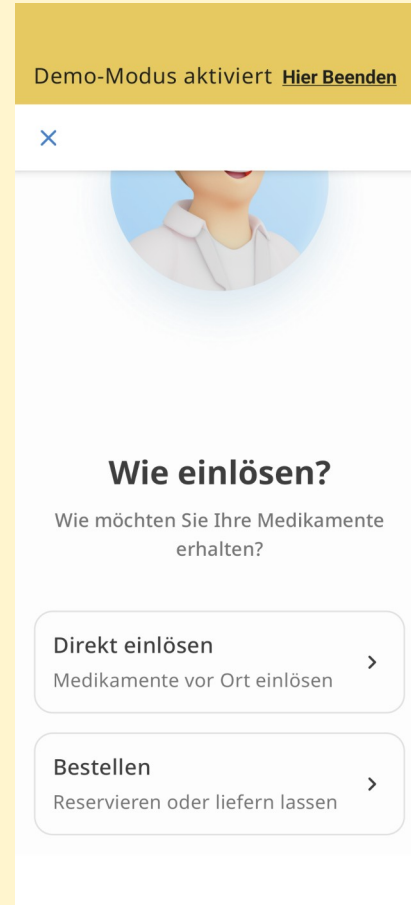 Demo-Modus aktiviert Hier Beenden
Wie einlösen?
Wie möchten Sie Ihre Medikamente
erhalten?
Direkt einlösen
Medikamente vor Ort einlösen
Bestellen
Reservieren oder liefern lassen